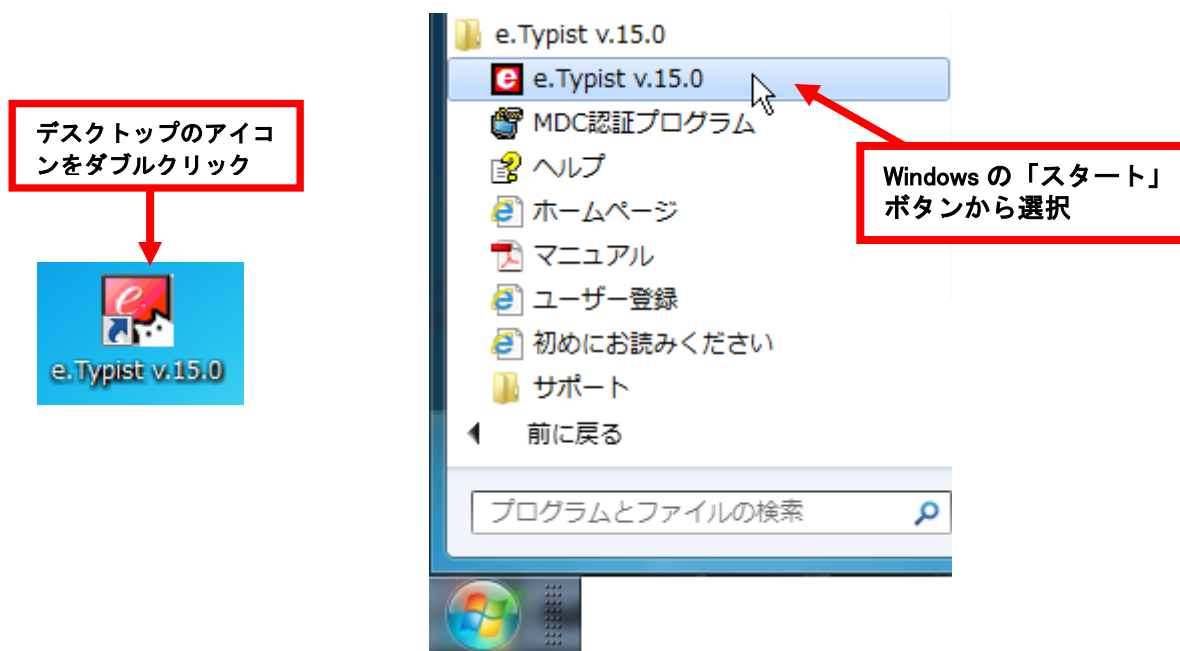 デスクトップのアイコ
ンをダブルクリック
e.Typist v.15.0
e.Typist v.15.0
e.Typist v.15.0
MDC認証プログラム
ヘルプ
ホームページ
マニュアル
ユーザー登録
初めにお読みください
サポート
前に戻る
プログラムとファイルの検索
Windows の「スタート」
ボタンから選択